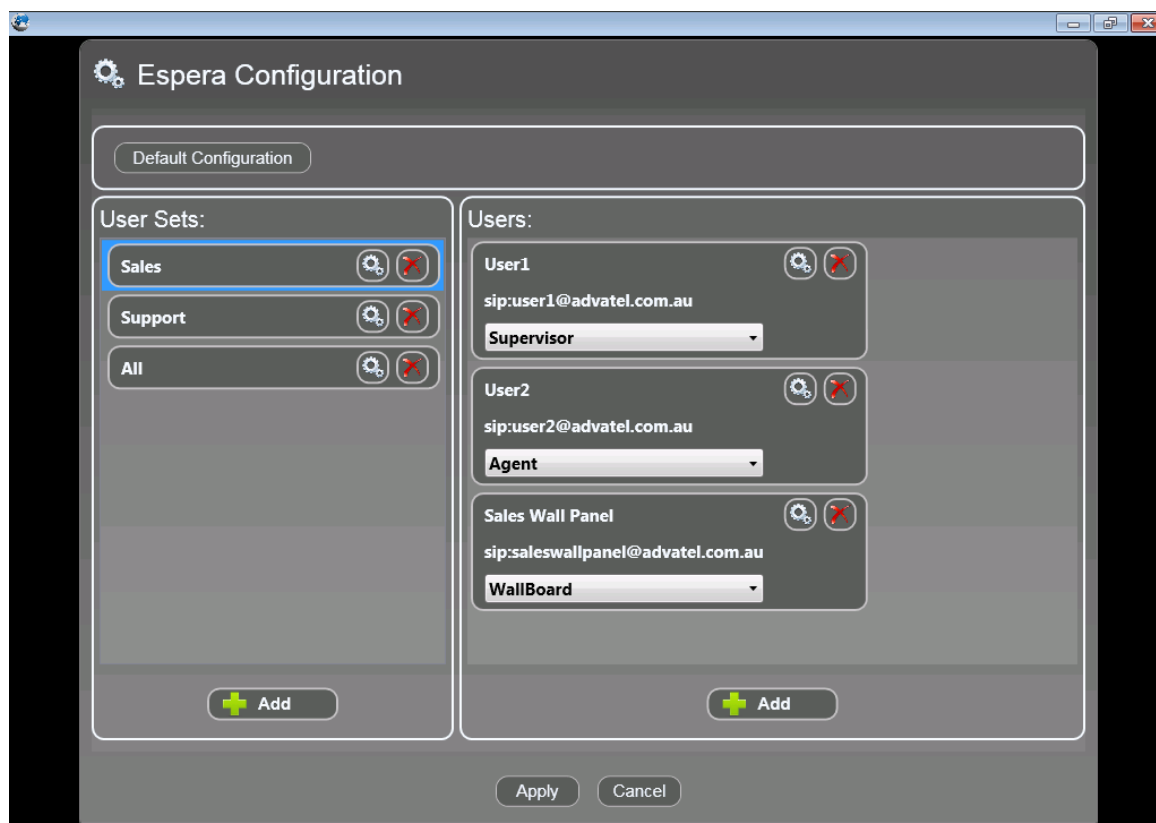 Espera Configuration
Default Configuration
User Sets:
Sales
Support
All
Add
Users:
User1
sip:user1@advatel.com.au
Supervisor
User2
sip:user2@advatel.com.au
Agent
Sales Wall Panel
sip:saleswallpanel@advatel.com.au
WallBoard
Add
Apply
Cancel